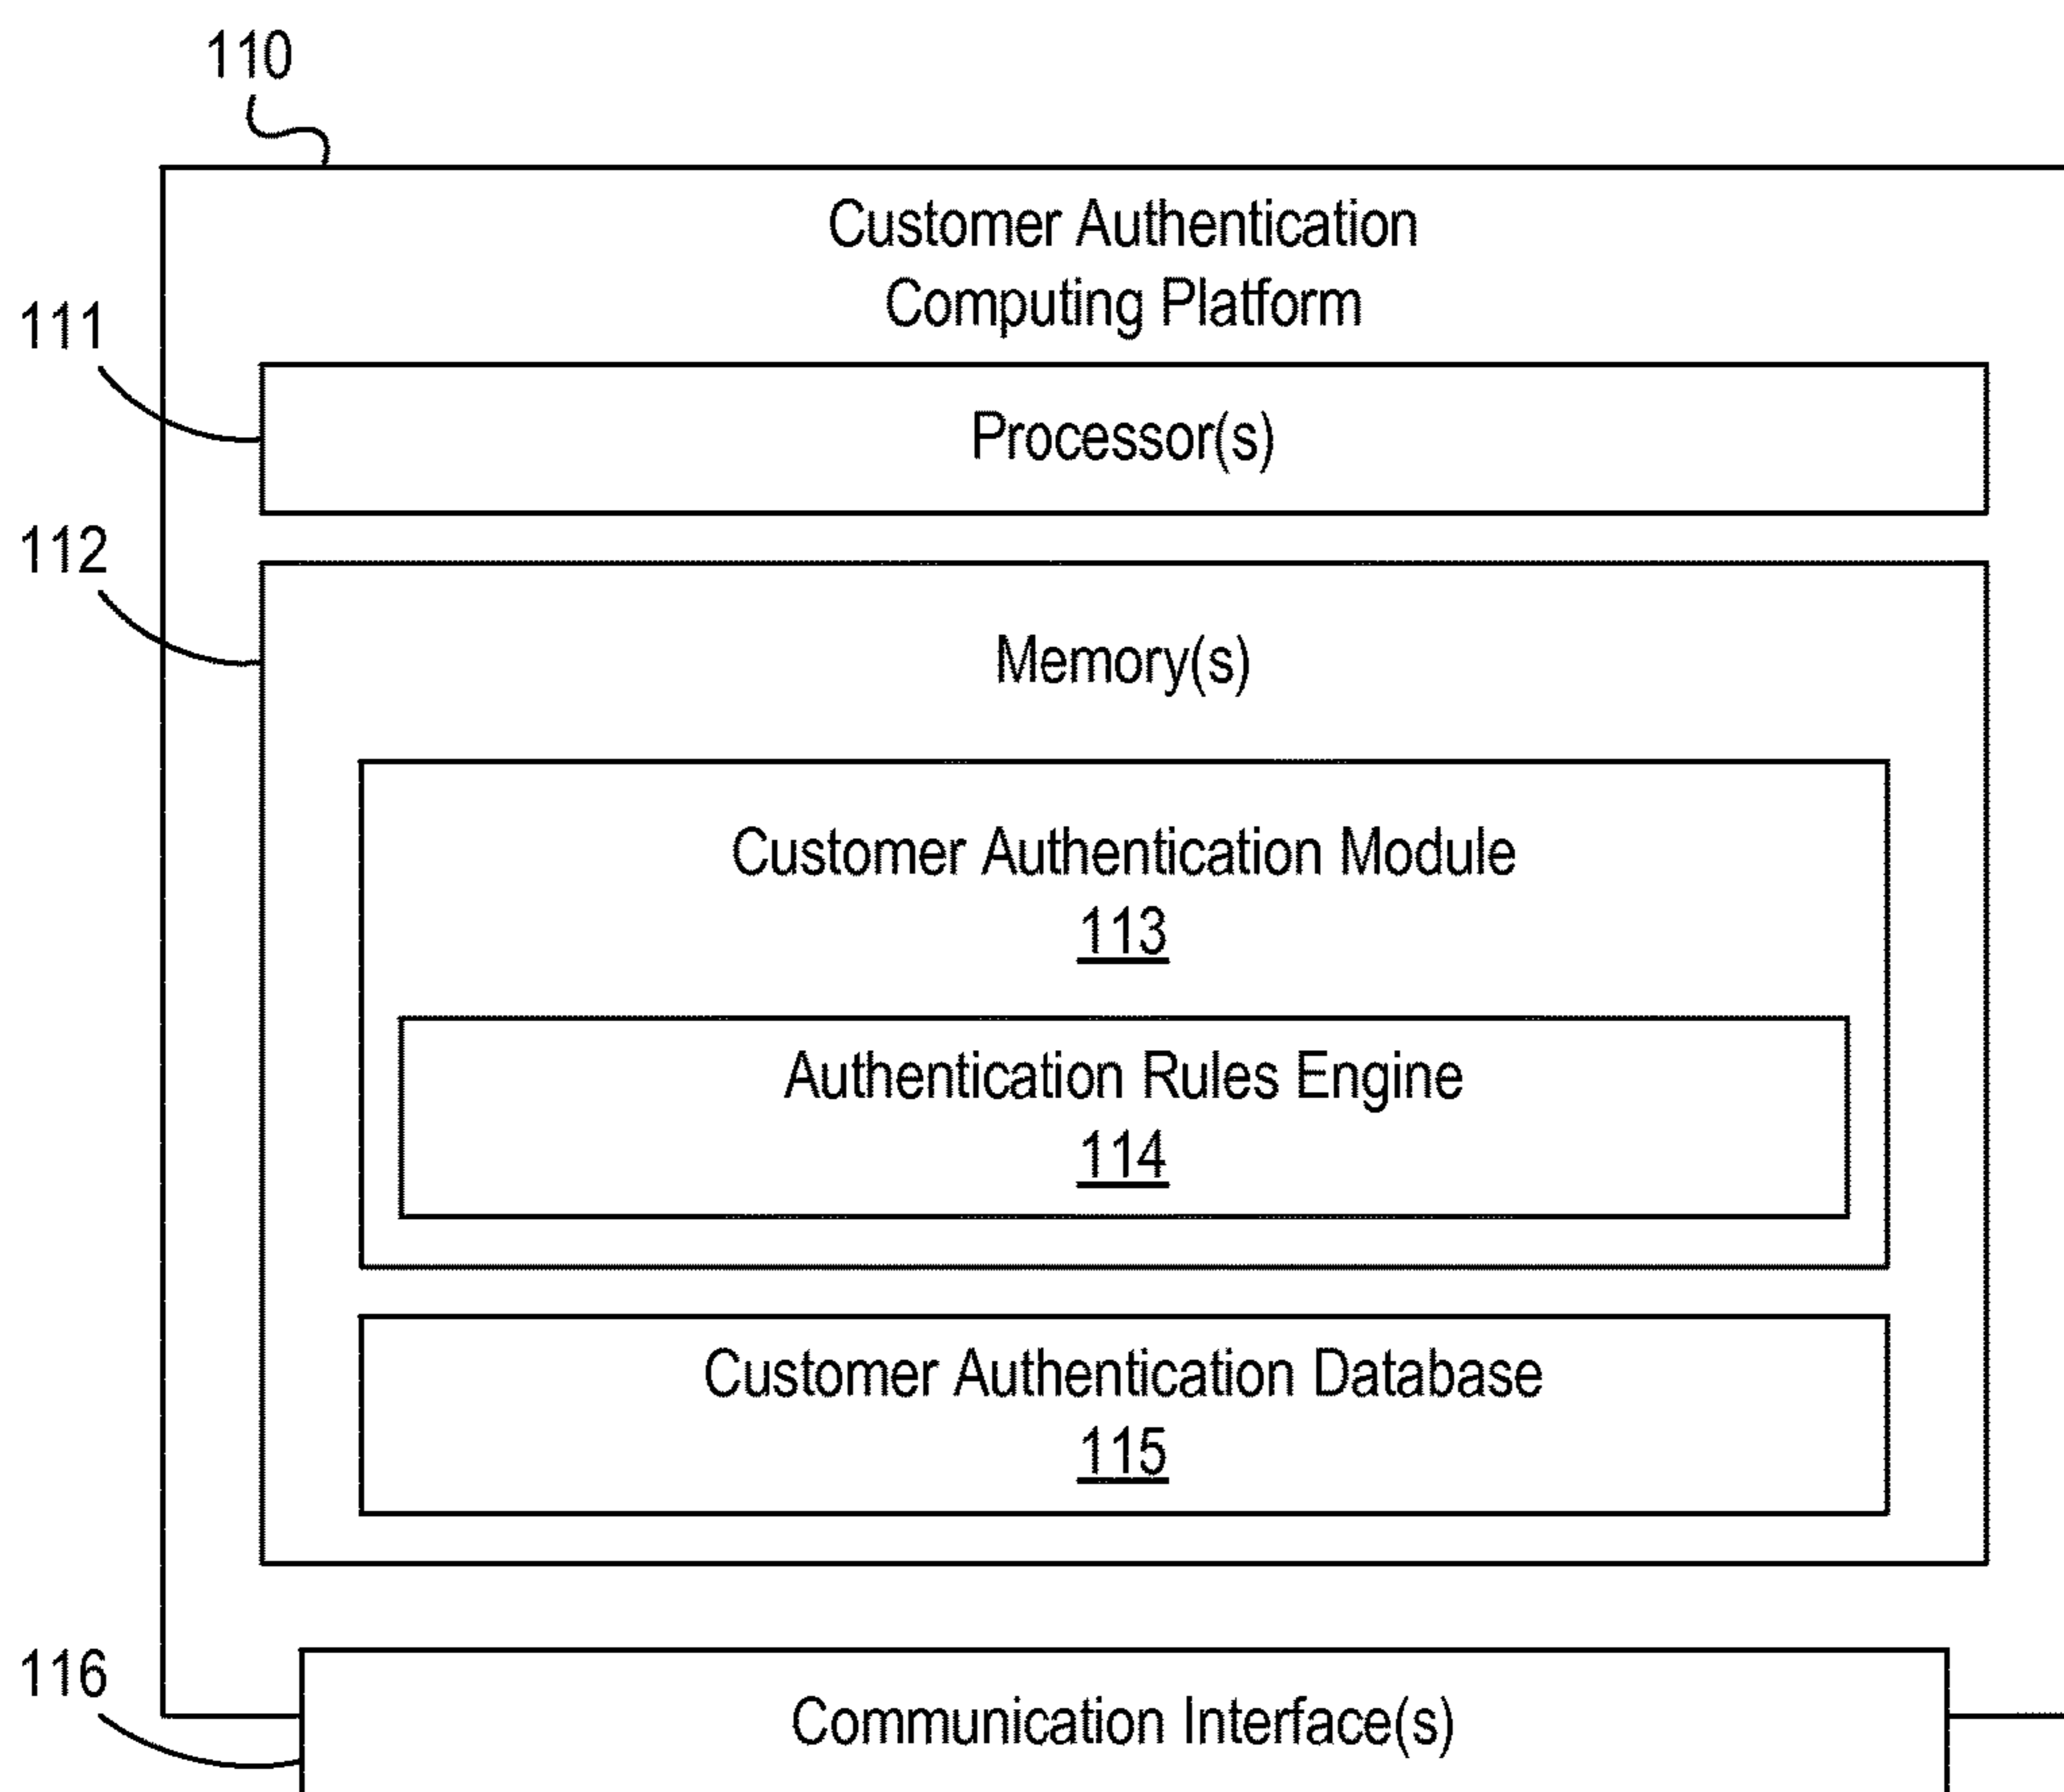 110
Customer Authentication
Computing Platform
111
Processor(s)
112
Memory(s)
Customer Authentication Module
113
Authentication Rules Engine
114
Customer Authentication Database
115
116
Communication Interface(s)